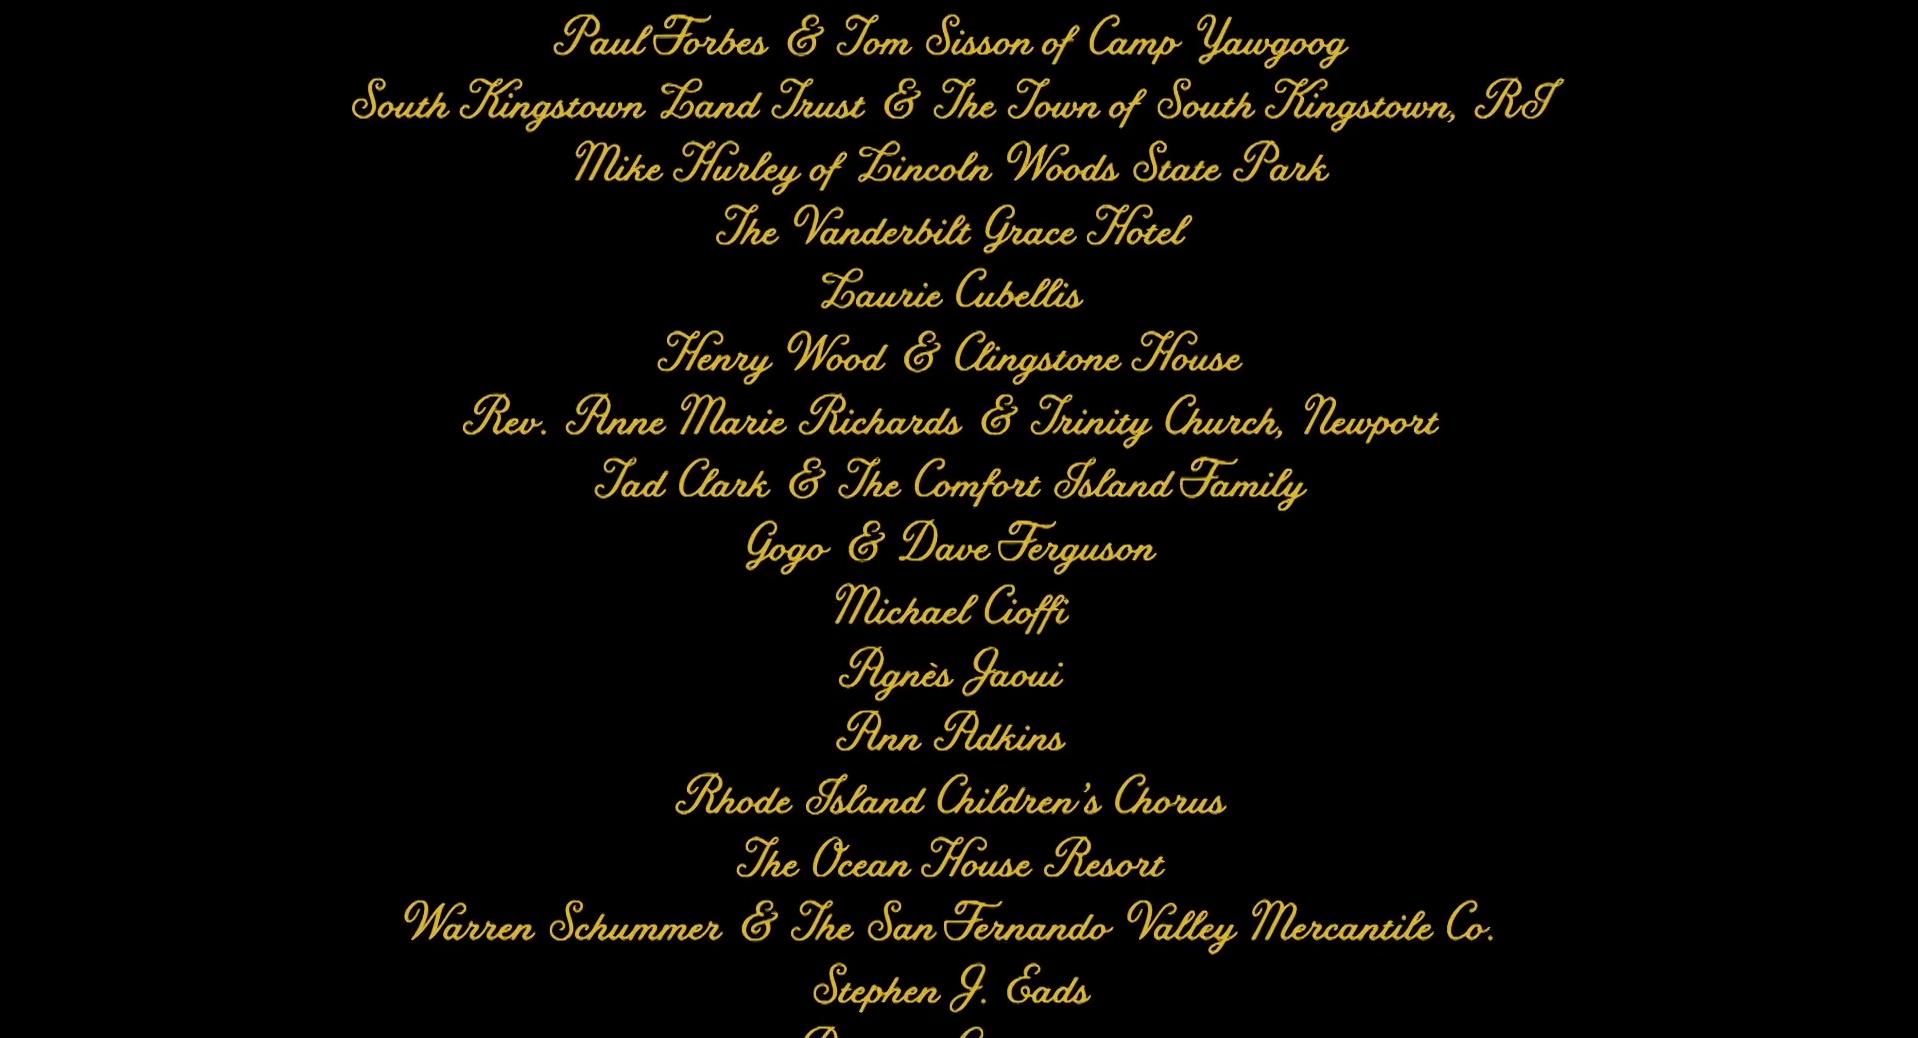 Paul Forbes & Tom Sisson of Camp Yawgoog
South Kingstown Land Trust & The Town of South Kingstown, RI
Mike Hurley of Lincoln Woods State Park
The Vanderbilt Grace Hotel
Laurie Cubellis
Henry Wood & Clingstone House
Rev. Anne Marie Richards & Trinity Church, Newport
Tad Clark & The Comfort Island Family
Gogo & Dave Ferguson
Michael Cioffi
Agnès Jaoui
Ann Adkins
Rhode Island Children's Chorus
The Ocean House Resort
Warren Schummer & The San Fernando Valley Mercantile Co.
Stephen J. Eads